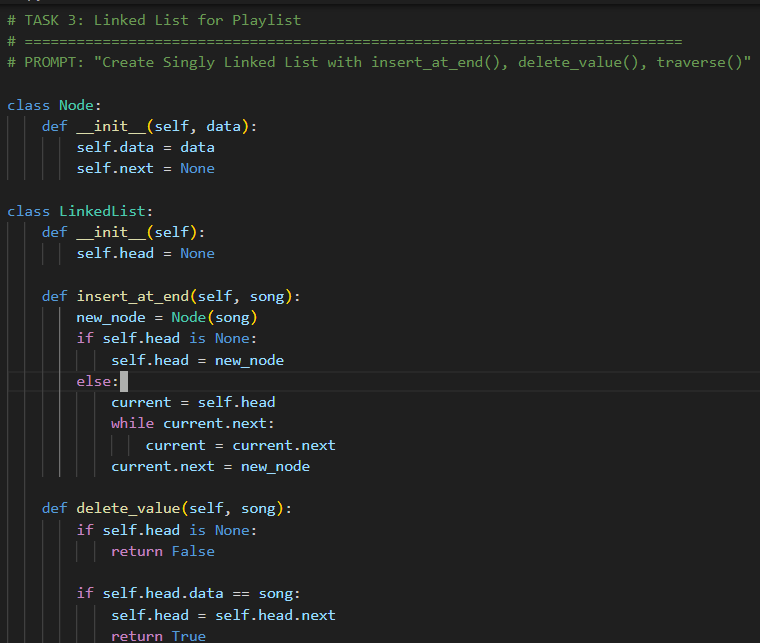 # TASK 3: Linked List for Playlist
# ============================================================================
# PROMPT: "Create Singly Linked List with insert_at_end(), delete_value(), traverse()"

class Node:
    def __init__(self, data):
        self.data = data
        self.next = None

class LinkedList:
    def __init__(self):
        self.head = None

    def insert_at_end(self, song):
        new_node = Node(song)
        if self.head is None:
            self.head = new_node
        else:
            current = self.head
            while current.next:
                current = current.next
            current.next = new_node

    def delete_value(self, song):
        if self.head is None:
            return False

        if self.head.data == song:
            self.head = self.head.next
            return True